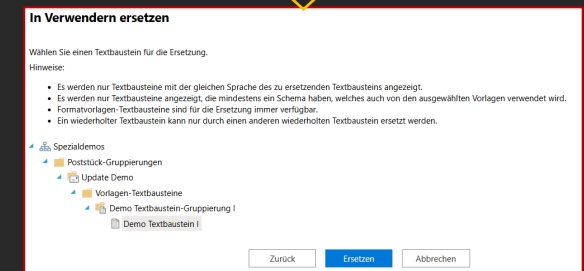 In Verwendern ersetzen
Wählen Sie einen Textbaustein für die Ersetzung.
Hinweise:
Es werden nur Textbausteine mit der gleichen Sprache des zu ersetzenden Textbausteins angezeigt.
Es werden nur Textbausteine angezeigt, die mindestens ein Schema haben, welches auch von den ausgewählten Vorlagen verwendet wird.
Formatvorlagen-Textbausteine sind für die Ersetzung immer verfügbar.
Ein wiederholter Textbaustein kann nur durch einen anderen wiederholten Textbaustein ersetzt werden.
Spezialdemos
Poststück-Gruppierungen
Update Demo
Vorlagen-Textbausteine
Demo Textbaustein-Gruppierung I
Demo Textbaustein I
Zurück Ersetzen Abbrechen